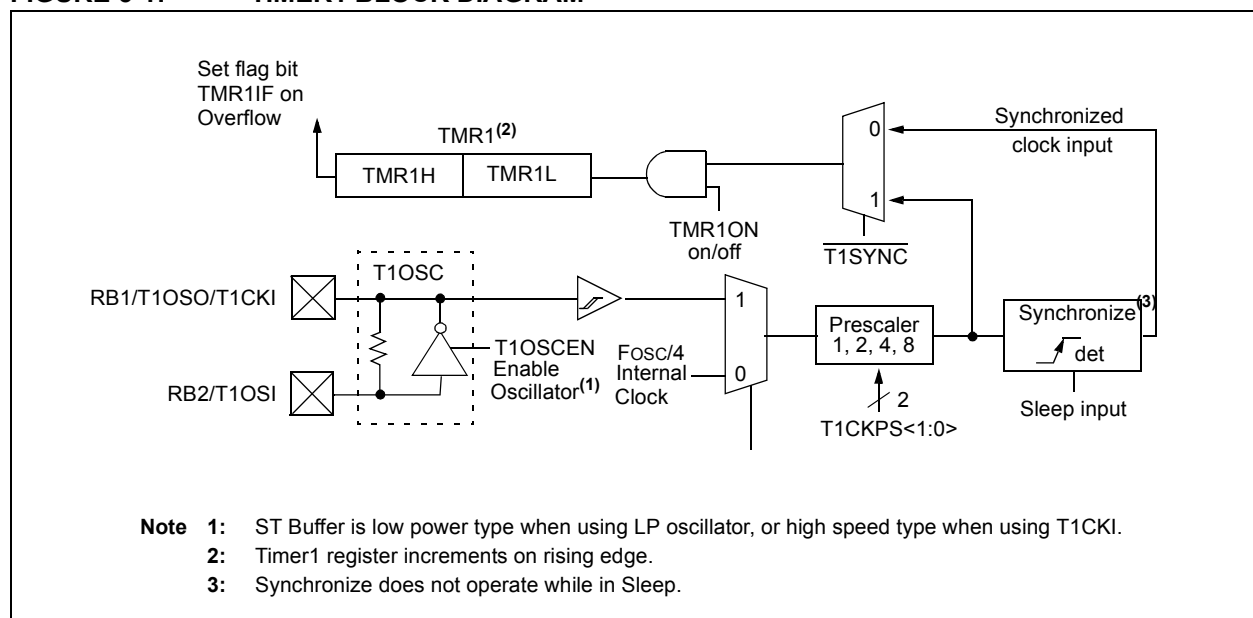 Set flag bit
TMR1IF on
Overflow
TMR1(2)
TMR1H
TMR1L
TMR1ON
on/off
0
1
T1SYNC
Synchronized
clock input
RB1/T1OSO/T1CKI
T1OSC
T1OSCEN
Enable
Oscillator(1)
RB2/T1OSI
FOSC/4
Internal
Clock
1
0
Prescaler
1, 2, 4, 8
2
T1CKPS<1:0>
Synchronize(3)
det
Sleep input
Note 1: ST Buffer is low power type when using LP oscillator, or high speed type when using T1CKI.
2: Timer1 register increments on rising edge.
3: Synchronize does not operate while in Sleep.